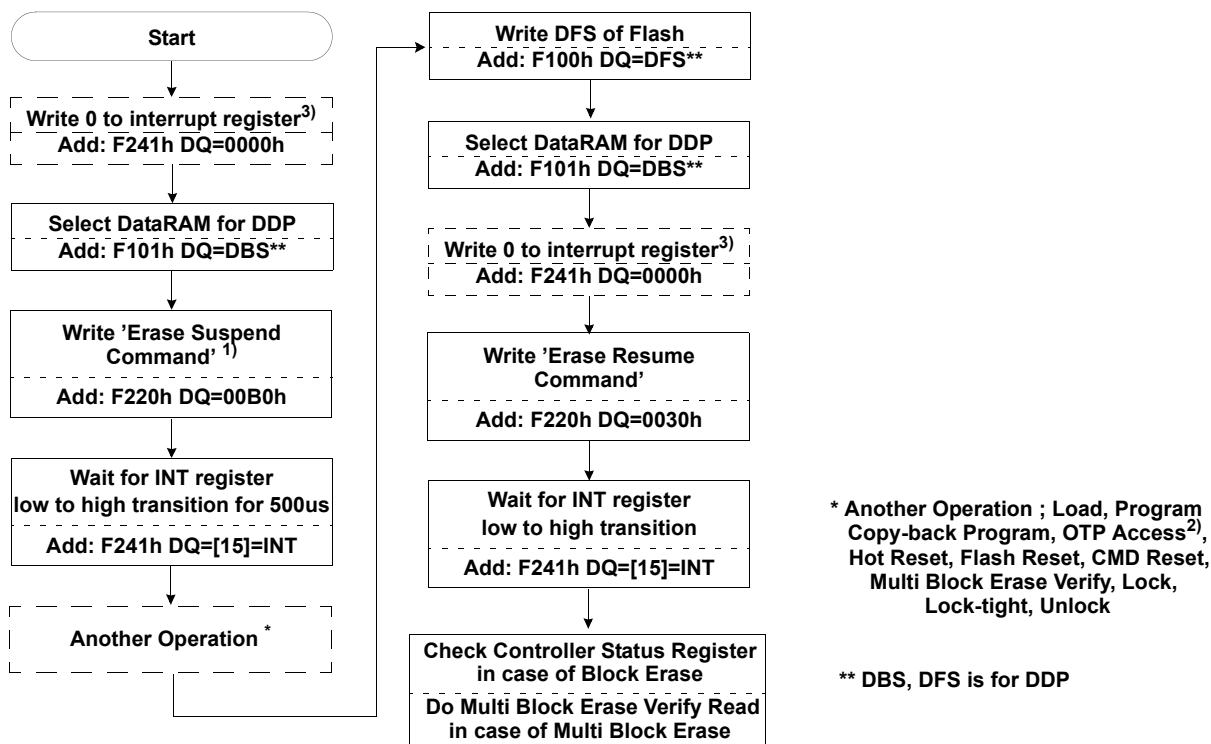 Start
Write 0 to interrupt register3)
Add: F241h DQ=0000h
Select DataRAM for DDP
Add: F101h DQ=DBS**
Write ’Erase Suspend
Command’ 1)
Add: F220h DQ=00B0h
Wait for INT register
low to high transition for 500us
Add: F241h DQ=[15]=INT
Another Operation *
Write DFS of Flash
Add: F100h DQ=DFS**
Select DataRAM for DDP
Add: F101h DQ=DBS**
Write 0 to interrupt register3)
Add: F241h DQ=0000h
Write ’Erase Resume
Command’
Add: F220h DQ=0030h
Wait for INT register
low to high transition
Add: F241h DQ=[15]=INT
Check Controller Status Register
in case of Block Erase
Do Multi Block Erase Verify Read
in case of Multi Block Erase
* Another Operation ; Load, Program
Copy-back Program, OTP Access2),
Hot Reset, Flash Reset, CMD Reset,
Multi Block Erase Verify, Lock,
Lock-tight, Unlock
** DBS, DFS is for DDP